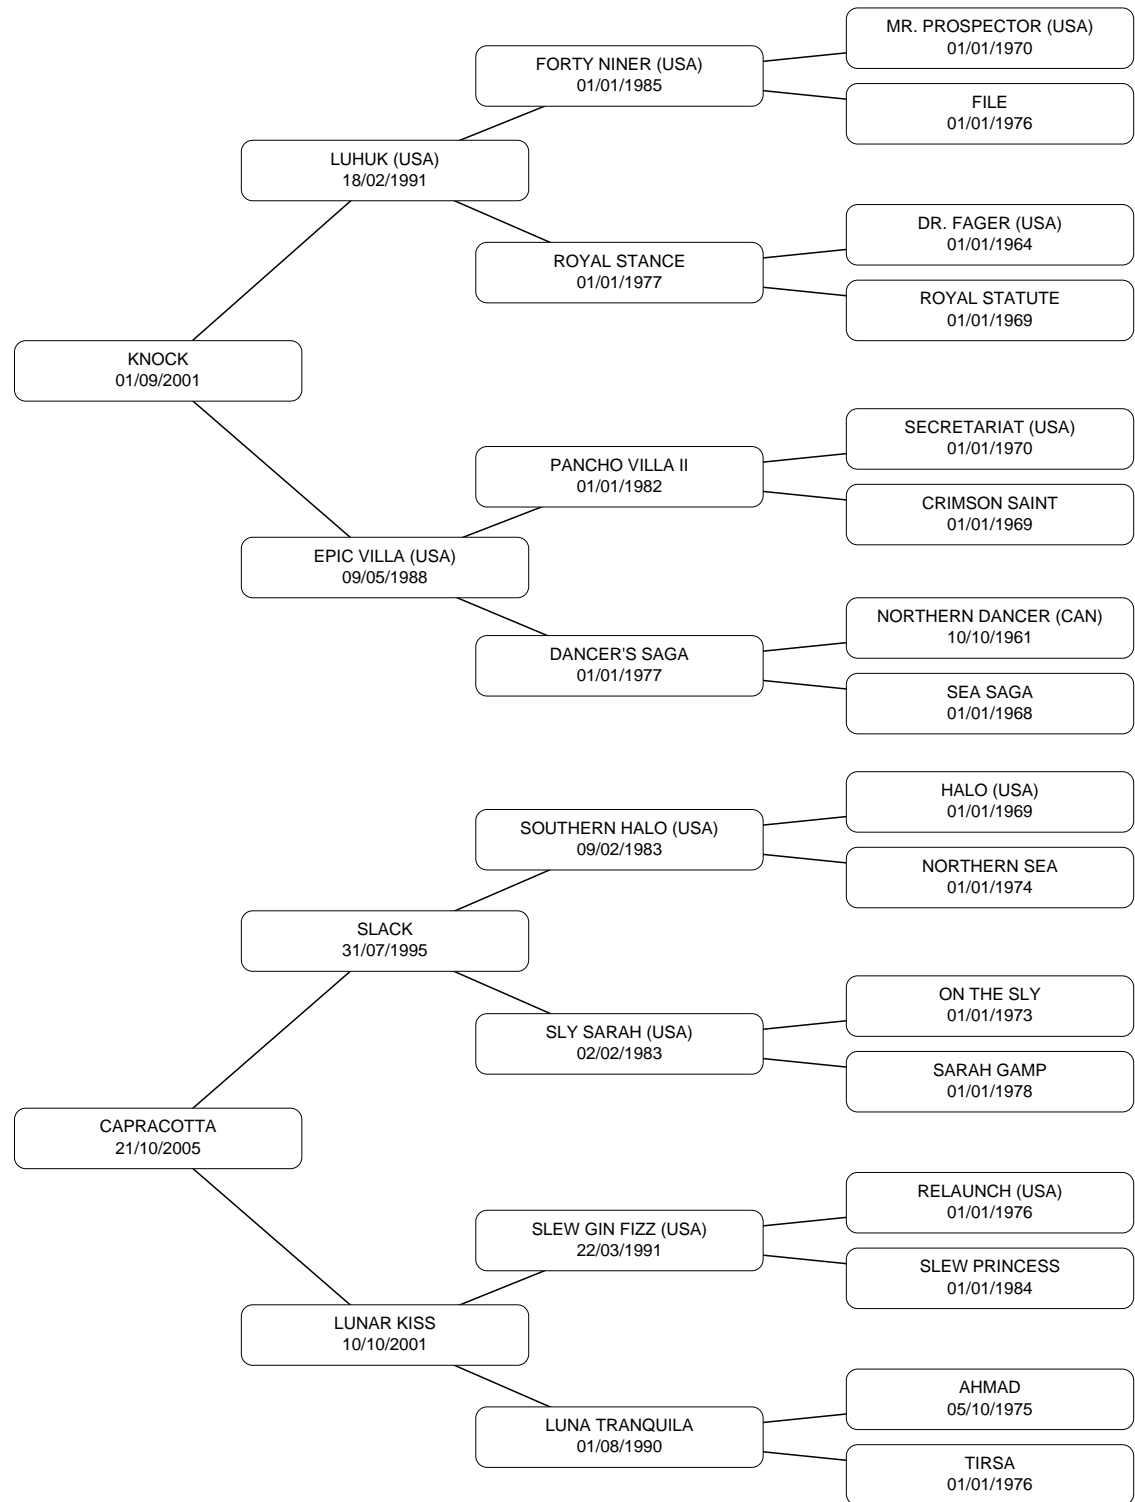 MR. PROSPECTOR (USA)
01/01/1970
FORTY NINER (USA)
01/01/1985
FILE
01/01/1976
LUHUK (USA)
18/02/1991
DR. FAGER (USA)
01/01/1964
ROYAL STANCE
01/01/1977
ROYAL STATUTE
01/01/1969
KNOCK
01/09/2001
SECRETARIAT (USA)
01/01/1970
PANCHO VILLA II
01/01/1982
CRIMSON SAINT
01/01/1969
EPIC VILLA (USA)
09/05/1988
NORTHERN DANCER (CAN)
10/10/1961
DANCER'S SAGA
01/01/1977
SEA SAGA
01/01/1968
HALO (USA)
01/01/1969
SOUTHERN HALO (USA)
09/02/1983
NORTHERN SEA
01/01/1974
SLACK
31/07/1995
ON THE SLY
01/01/1973
SLY SARAH (USA)
02/02/1983
SARAH GAMP
01/01/1978
CAPRACOTTA
21/10/2005
RELAUNCH (USA)
01/01/1976
SLEW GIN FIZZ (USA)
22/03/1991
SLEW PRINCESS
01/01/1984
LUNAR KISS
10/10/2001
AHMAD
05/10/1975
LUNA TRANQUILA
01/08/1990
TIRSA
01/01/1976